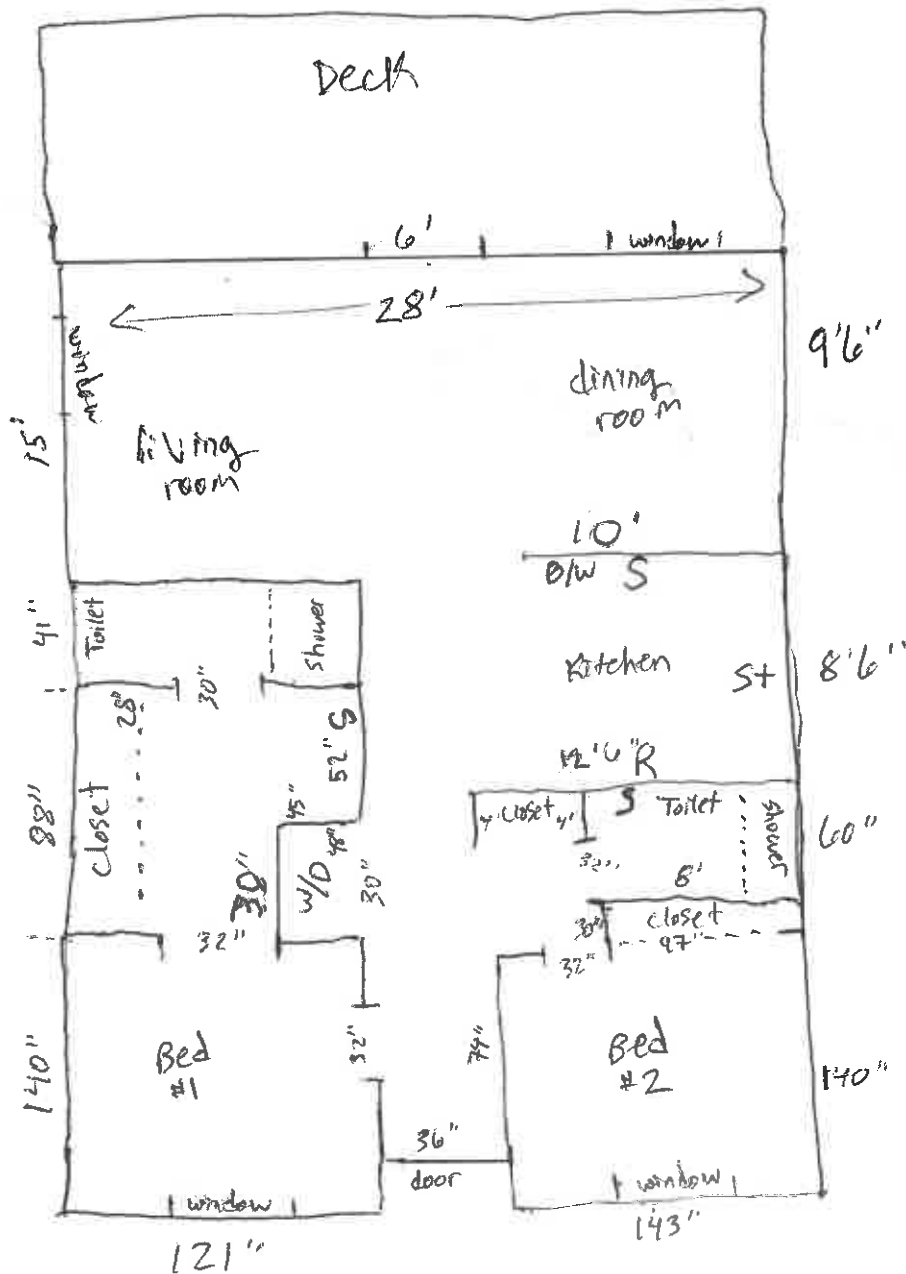 Deck
6'
window
28'
window
9'6"
dining
room
15'
living
room
10'
D/W S
41"
Toilet
shower
30"
Kitchen
St
8'6"
28"
closet
52" S
88"
12'6" R
45"
closet 4'
S
Toilet
shower
60"
30"
W/D 48"
30"
32"
8'
closet
97"
30"
32"
32"
140"
Bed
#1
32"
74"
Bed
#2
140"
36"
door
window
window
121"
143"